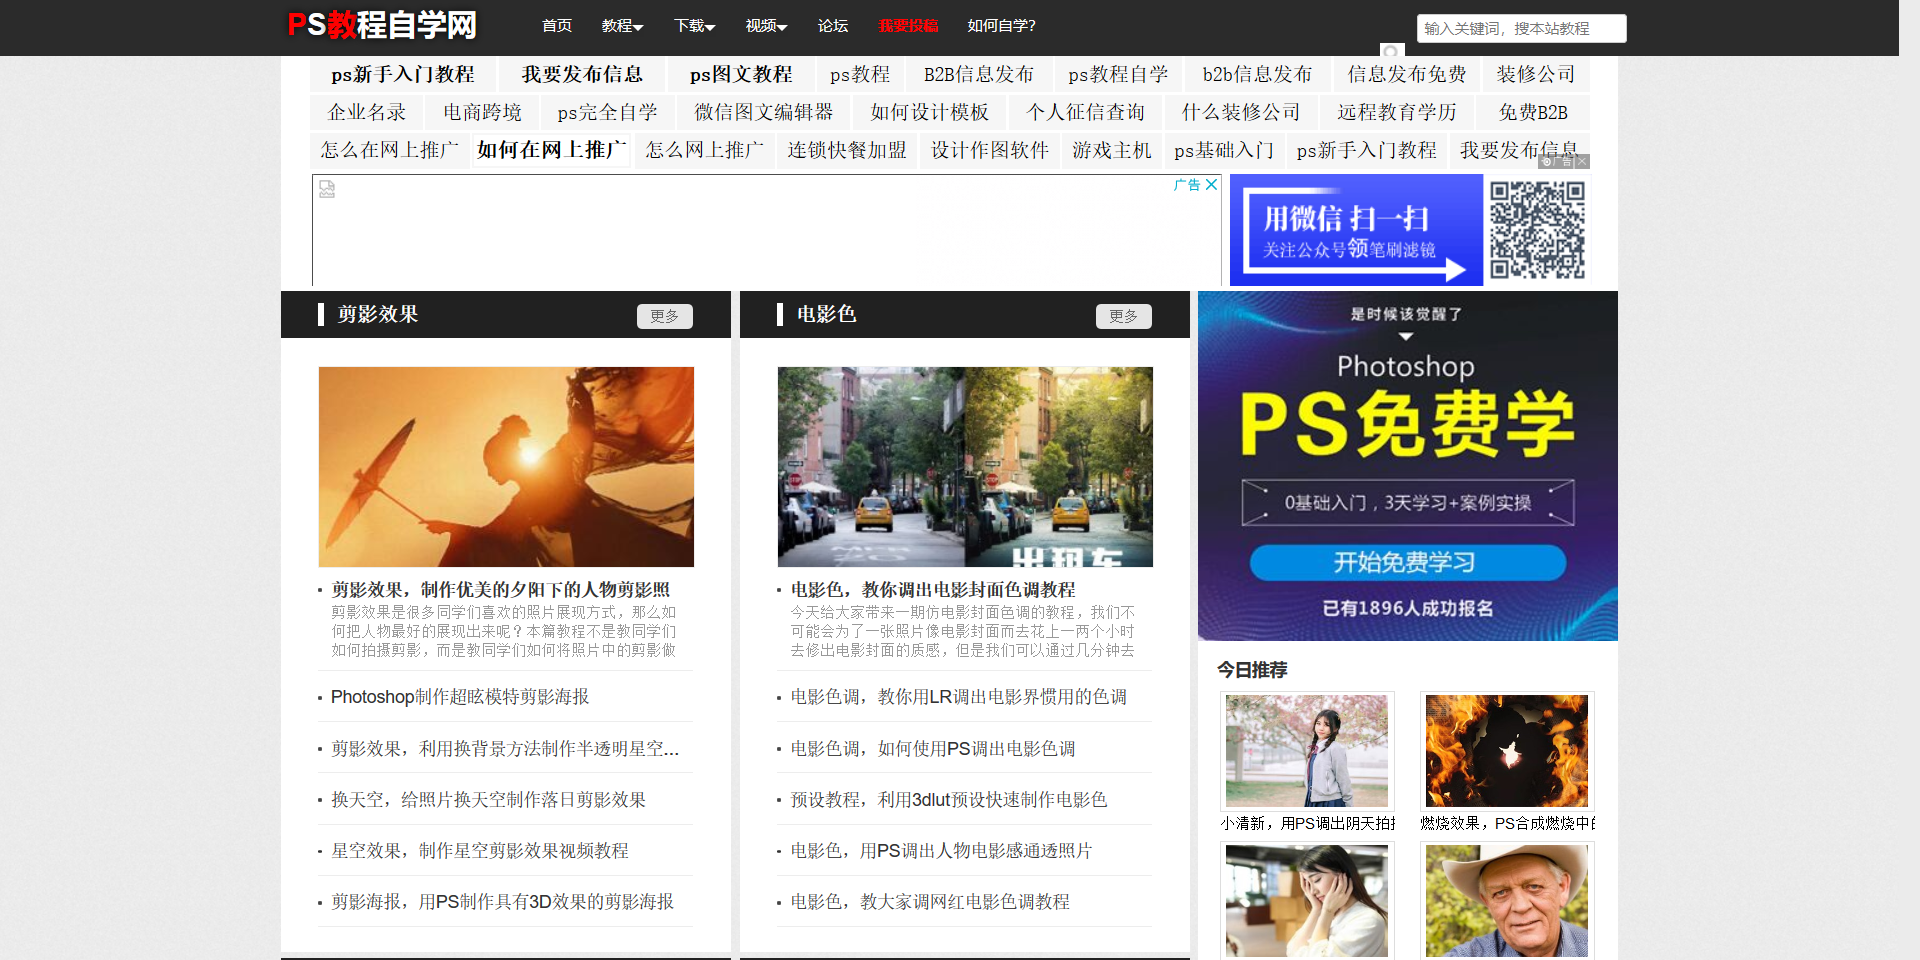 PS教程自学网
首页 教程 下载 视频 论坛 我要投稿 如何自学?
输入关键词，搜本站教程
ps新手入门教程 我要发布信息 ps图文教程 ps教程 B2B信息发布 ps教程自学 b2b信息发布 信息发布免费 装修公司
企业名录 电商跨境 ps完全自学 微信图文编辑器 如何设计模板 个人征信查询 什么装修公司 远程教育学历 免费B2B
怎么在网上推广 如何在网上推广 怎么网上推广 连锁快餐加盟 设计作图软件 游戏主机 ps基础入门 ps新手入门教程 我要发布信息
广告
广告
用微信 扫一扫
关注公众号领笔刷滤镜
剪影效果
更多
剪影效果，制作优美的夕阳下的人物剪影照
剪影效果是很多同学们喜欢的照片展现方式，那么如
何把人物最好的展现出来呢？本篇教程不是教同学们
如何拍摄剪影，而是教同学们如何将照片中的剪影做
Photoshop制作超眩模特剪影海报
剪影效果，利用换背景方法制作半透明星空...
换天空，给照片换天空制作落日剪影效果
星空效果，制作星空剪影效果视频教程
剪影海报，用PS制作具有3D效果的剪影海报
电影色
更多
出租车
电影色，教你调出电影封面色调教程
今天给大家带来一期仿电影封面色调的教程，我们不
可能会为了一张照片像电影封面而去花上一两个小时
去修出电影封面的质感，但是我们可以通过几分钟去
电影色调，教你用LR调出电影界惯用的色调
电影色调，如何使用PS调出电影色调
预设教程，利用3dlut预设快速制作电影色
电影色，用PS调出人物电影感通透照片
电影色，教大家调网红电影色调教程
是时候该觉醒了
Photoshop
PS免费学
0基础入门，3天学习+案例实操
开始免费学习
已有1896人成功报名
今日推荐
小清新，用PS调出阴天拍
燃烧效果，PS合成燃烧中